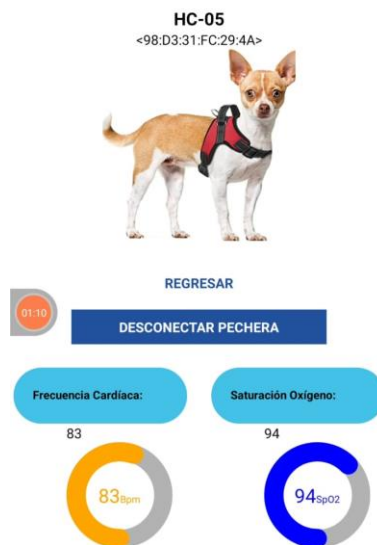 HC-05
<98:D3:31:FC:29:4A>
REGRESAR
01:10
DESCONECTAR PECHERA
Frecuencia Cardíaca:
Saturación Oxígeno:
83
94
83Bpm
94SpO2